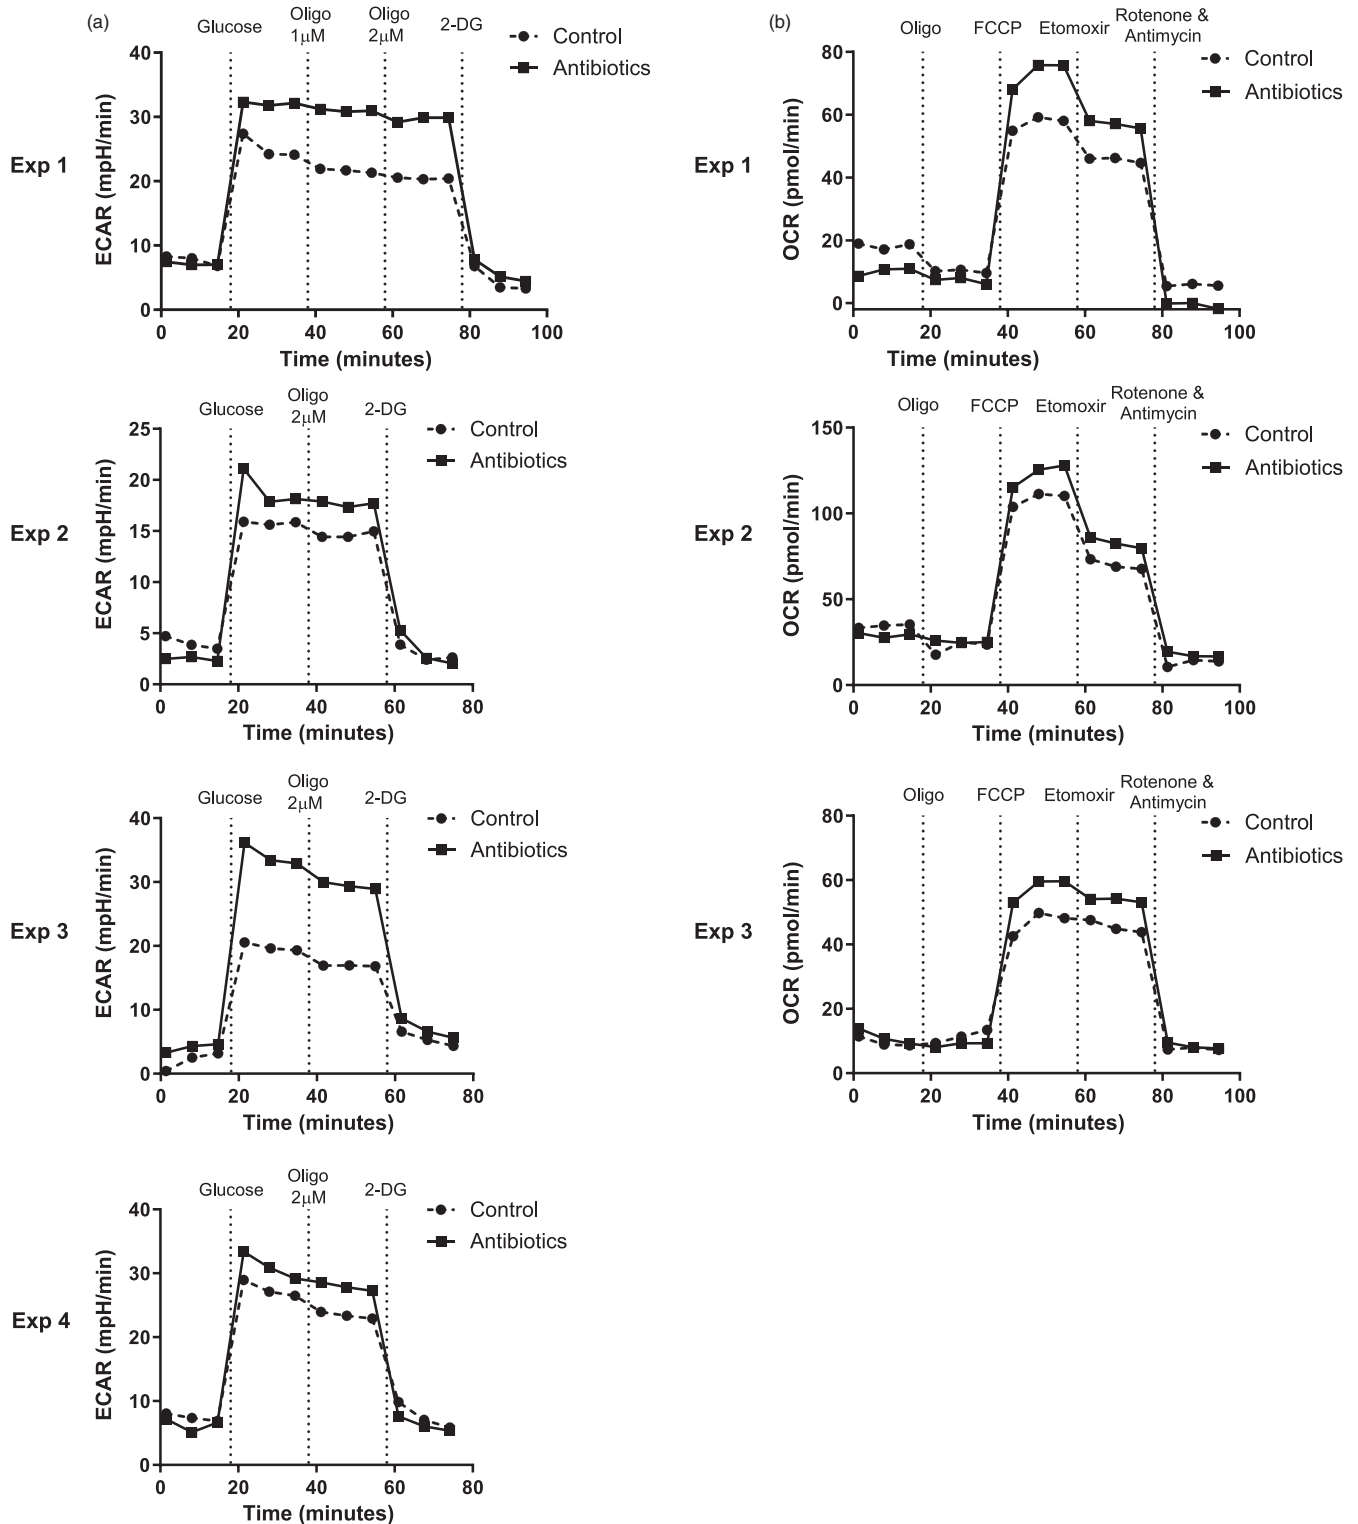 (a)
Exp 1
Glucose
Oligo
1μM
Oligo
2μM
2-DG
Control
Antibiotics
ECAR (mpH/min)
40
30
20
10
0
0 20 40 60 80 100
Time (minutes)
(b)
Exp 1
Oligo
FCCP
Etomoxir
Rotenone &
Antimycin
Control
Antibiotics
OCR (pmol/min)
80
60
40
20
0
0 20 40 60 80 100
Time (minutes)
Exp 2
Glucose
Oligo
2μM
2-DG
Control
Antibiotics
ECAR (mpH/min)
25
20
15
10
5
0
0 20 40 60 80
Time (minutes)
Exp 2
Oligo
FCCP
Etomoxir
Rotenone &
Antimycin
Control
Antibiotics
OCR (pmol/min)
150
100
50
0
0 20 40 60 80 100
Time (minutes)
Exp 3
Glucose
Oligo
2μM
2-DG
Control
Antibiotics
ECAR (mpH/min)
40
30
20
10
0
0 20 40 60 80
Time (minutes)
Exp 3
Oligo
FCCP
Etomoxir
Rotenone &
Antimycin
Control
Antibiotics
OCR (pmol/min)
80
60
40
20
0
0 20 40 60 80 100
Time (minutes)
Exp 4
Glucose
Oligo
2μM
2-DG
Control
Antibiotics
ECAR (mpH/min)
40
30
20
10
0
0 20 40 60 80
Time (minutes)